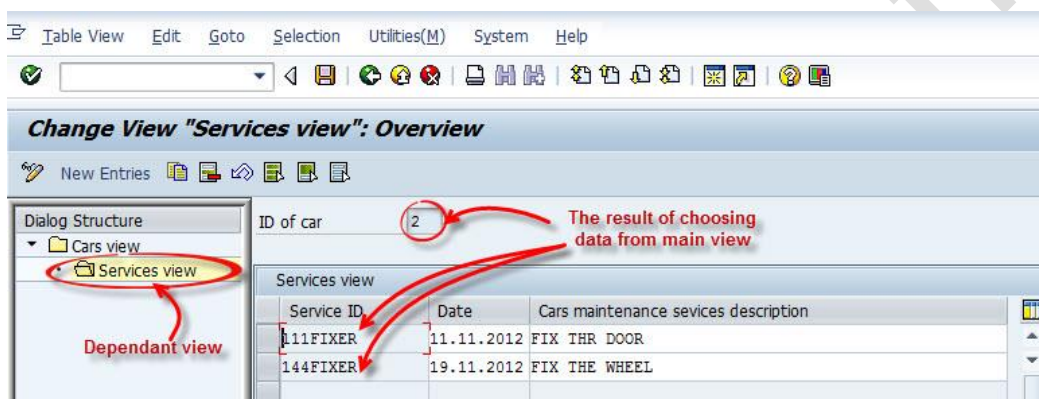 Table View Edit Goto Selection Utilities(M) System Help
Change View "Services view": Overview
New Entries
Dialog Structure
Cars view
Services view
Dependant view
ID of car 2
The result of choosing
data from main view
Services view
Service ID Date Cars maintenance sevices description
111FIXER 11.11.2012 FIX THR DOOR
144FIXER 19.11.2012 FIX THE WHEEL